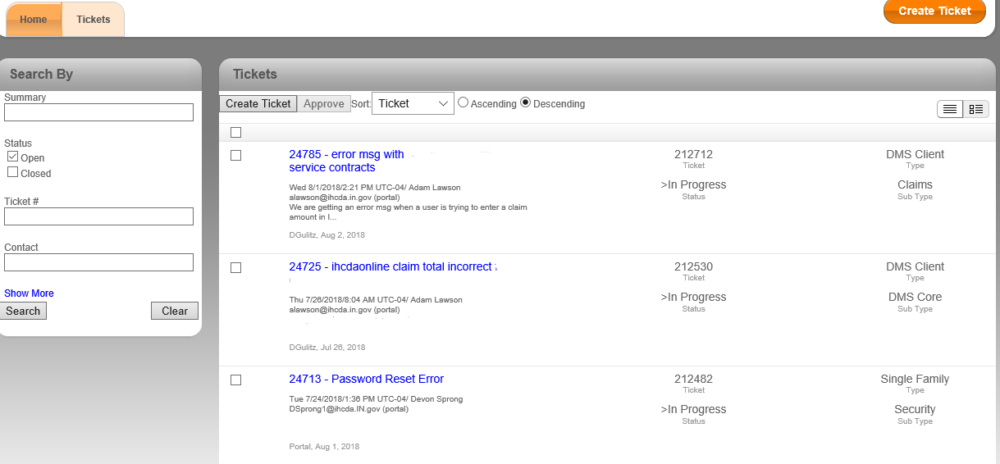 Home
Tickets
Create Ticket
Search By
Summary
Status
Open
Closed
Ticket #
Contact
Show More
Search
Clear
Tickets
Create Ticket
Approve
Sort:
Ticket
Ascending
Descending
24785 - error msg with
service contracts
Wed 8/1/2018/2:21 PM UTC-04/ Adam Lawson
alawson@ihcda.in.gov (portal)
We are getting an error msg when a user is trying to enter a claim
amount in I...
DGulitz, Aug 2, 2018
212712
Ticket
>In Progress
Status
DMS Client
Type
Claims
Sub Type
24725 - ihcdaonline claim total incorrect
Thu 7/26/2018/8:04 AM UTC-04/ Adam Lawson
alawson@ihcda.in.gov (portal)
DGulitz, Jul 26, 2018
212530
Ticket
>In Progress
Status
DMS Client
Type
DMS Core
Sub Type
24713 - Password Reset Error
Tue 7/24/2018/1:36 PM UTC-04/ Devon Sprong
DSprong1@ihcda.IN.gov (portal)
Portal, Aug 1, 2018
212482
Ticket
>In Progress
Status
Single Family
Type
Security
Sub Type